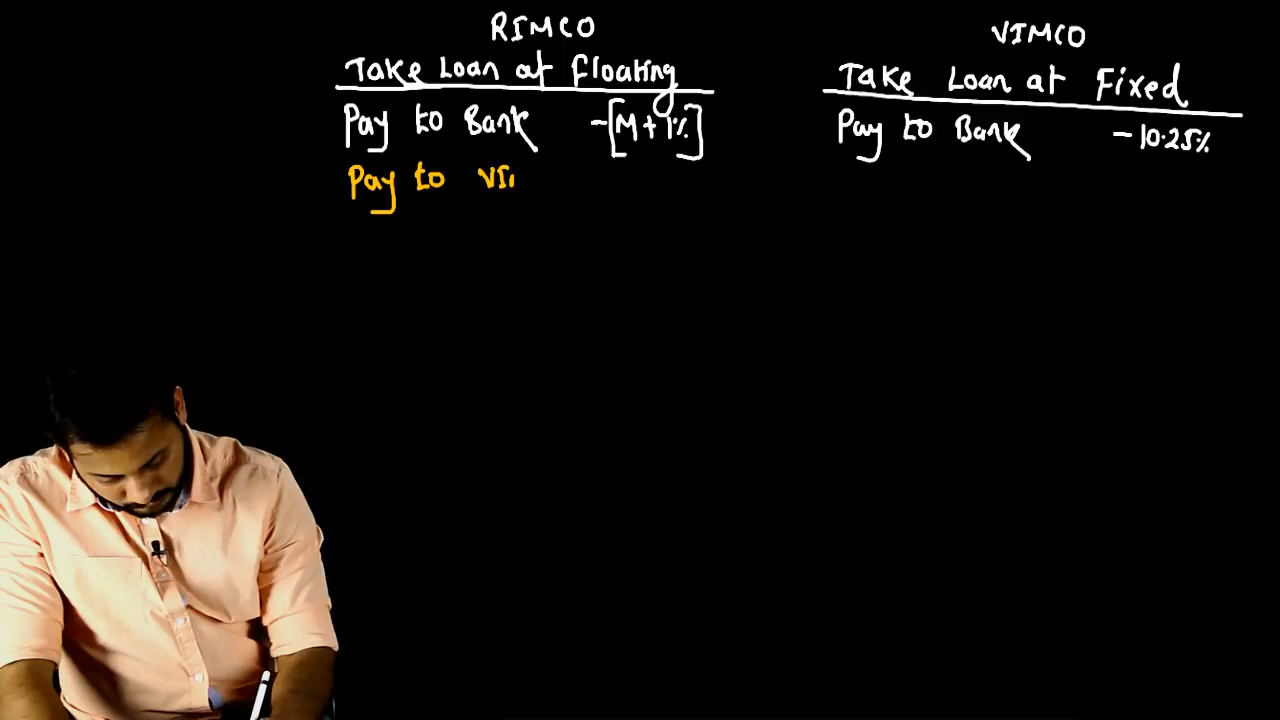 RIMCO
Take Loan at Floating
Pay to Bank -[M+1%]
Pay to VI
VIMCO
Take Loan at Fixed
Pay to Bank -10.25%